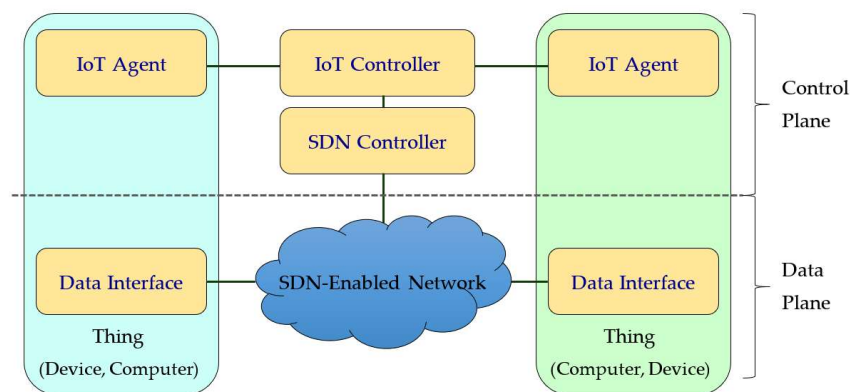 IoT Agent
IoT Controller
IoT Agent
Control
Plane
SDN Controller
Data Interface
SDN-Enabled Network
Data Interface
Data
Plane
Thing
(Device, Computer)
Thing
(Computer, Device)